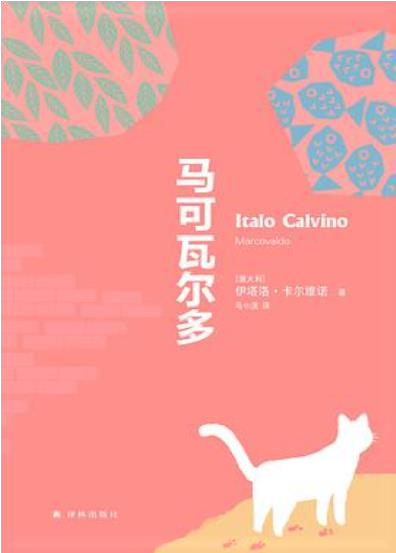 马可瓦尔多
Italo Calvino
Marcovaldo
[意大利]
伊塔洛·卡尔维诺 著
马小漠 译
译林出版社